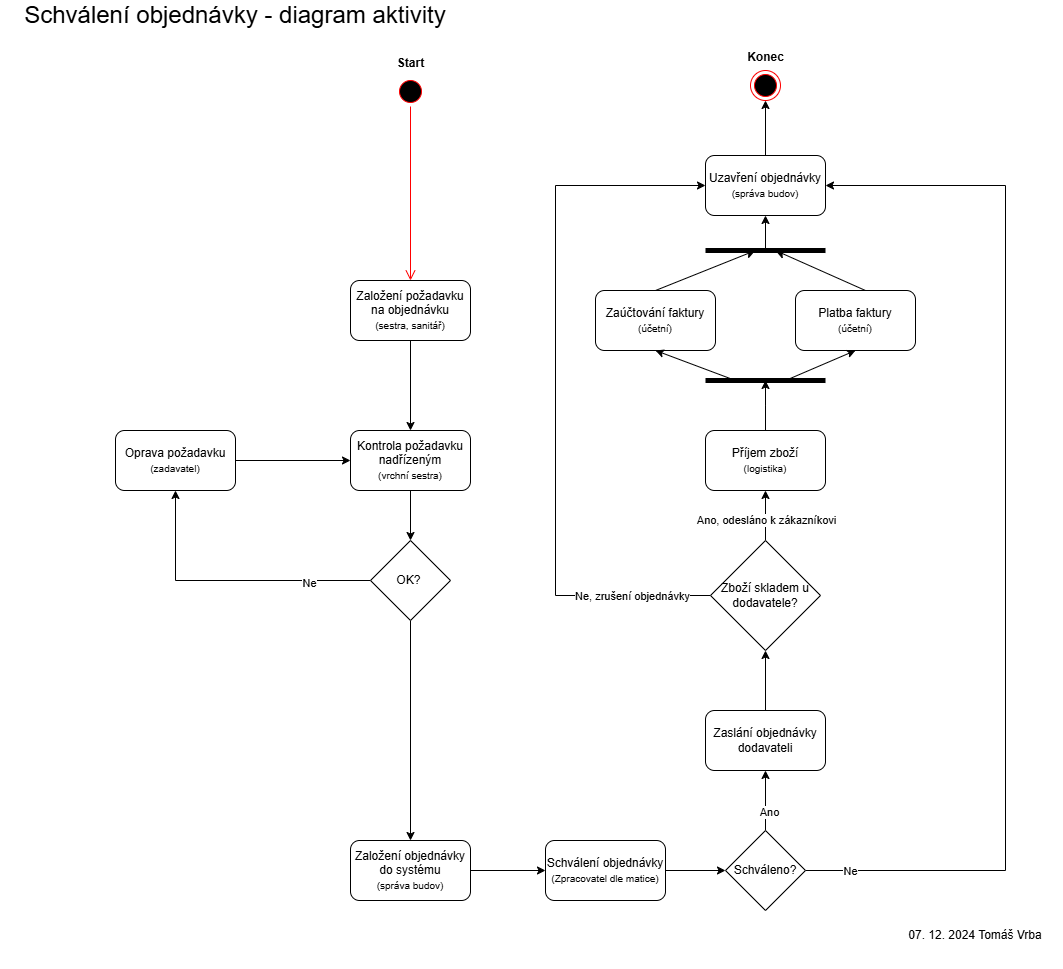 Schválení objednávky - diagram aktivity
Start
Založení požadavku
na objednávku
(sestra, sanitář)
Oprava požadavku
(zadavatel)
Kontrola požadavku
nadřízeným
(vrchní sestra)
OK?
Ne
Založení objednávky
do systému
(správa budov)
Schválení objednávky
(Zpracovatel dle matice)
Schváleno?
Ne
Ano
Zaslání objednávky
dodavateli
Zboží skladem u
dodavatele?
Ne, zrušení objednávky
Ano, odesláno k zákazníkovi
Příjem zboží
(logistika)
Zaúčtování faktury
(účetní)
Platba faktury
(účetní)
Uzavření objednávky
(správa budov)
Konec
07. 12. 2024 Tomáš Vrba